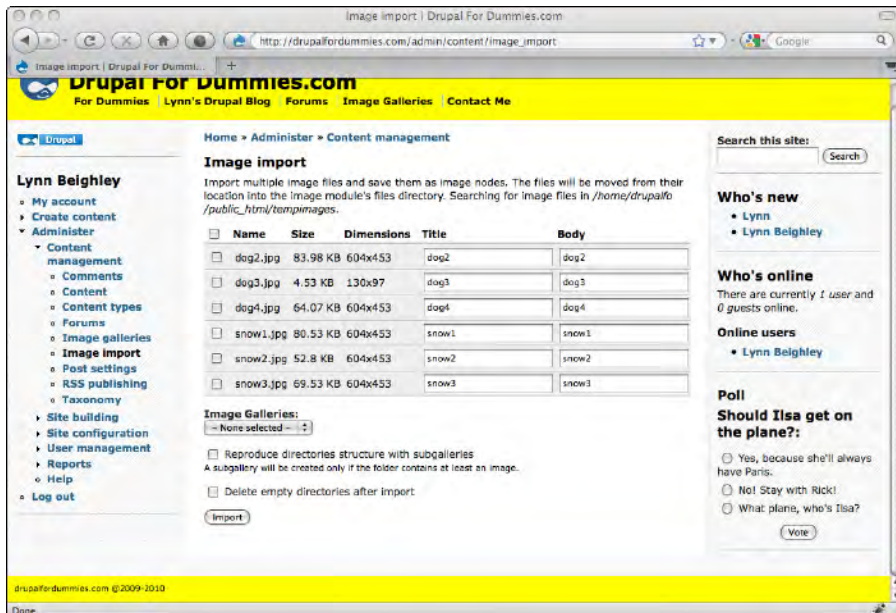 Image import | Drupal For Dummies.com
http://drupalfordummies.com/admin/content/image_import
Google
Image import | Drupal For Dummi...
Drupal For Dummies.com
For Dummies Lynn's Drupal Blog Forums Image Galleries Contact Me
Drupal
Lynn Beighley
My account
Create content
Administer
Content management
Comments
Content
Content types
Forums
Image galleries
Image import
Post settings
RSS publishing
Taxonomy
Site building
Site configuration
User management
Reports
Help
Log out
Home » Administer » Content management
Image import
Import multiple image files and save them as image nodes. The files will be moved from their
location into the image module's files directory. Searching for image files in /home/drupalfo
/public_html/tempimages.
Name Size Dimensions Title Body
dog2.jpg 83.98 KB 604x453 dog2 dog2
dog3.jpg 4.53 KB 130x97 dog3 dog3
dog4.jpg 64.07 KB 604x453 dog4 dog4
snow1.jpg 80.53 KB 604x453 snow1 snow1
snow2.jpg 52.8 KB 604x453 snow2 snow2
snow3.jpg 69.53 KB 604x453 snow3 snow3
Image Galleries:
- None selected -
Reproduce directories structure with subgalleries
A subgallery will be created only if the folder contains at least an image.
Delete empty directories after import
Import
Search this site:
Search
Who's new
Lynn
Lynn Beighley
Who's online
There are currently 1 user and
0 guests online.
Online users
Lynn Beighley
Poll
Should Ilsa get on
the plane?:
Yes, because she'll always
have Paris.
No! Stay with Rick!
What plane, who's Ilsa?
Vote
drupalfordummies.com @2009-2010
Done